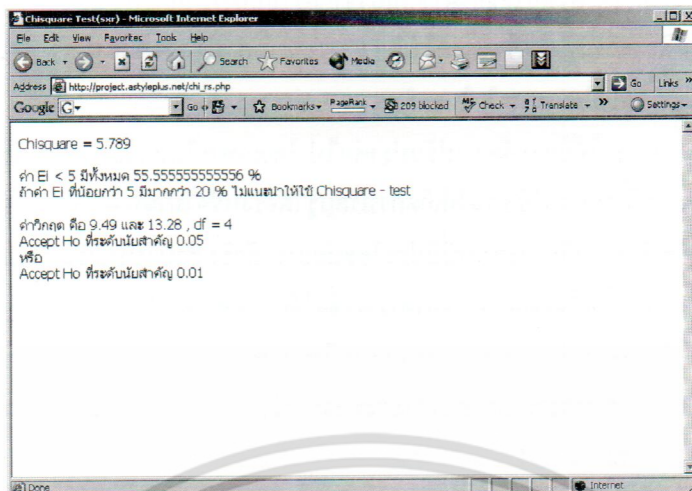 Chisquare Test(sxr) - Microsoft Internet Explorer
File Edit View Favorites Tools Help
Back Search Favorites Media
Address http://project.astyleplus.net/chi_rs.php Go Links »
Google G Go Bookmarks PageRank 209 blocked Check Translate » Settings
Chisquare = 5.789
ค่า Ei < 5 มีทั้งหมด 55.555555555556 %
ถ้าค่า Ei ที่น้อยกว่า 5 มีมากกว่า 20 % ไม่แนะนำให้ใช้ Chisquare - test
ค่าวิกฤต คือ 9.49 และ 13.28 , df = 4
Accept Ho ที่ระดับนัยสำคัญ 0.05
หรือ
Accept Ho ที่ระดับนัยสำคัญ 0.01
Done Internet